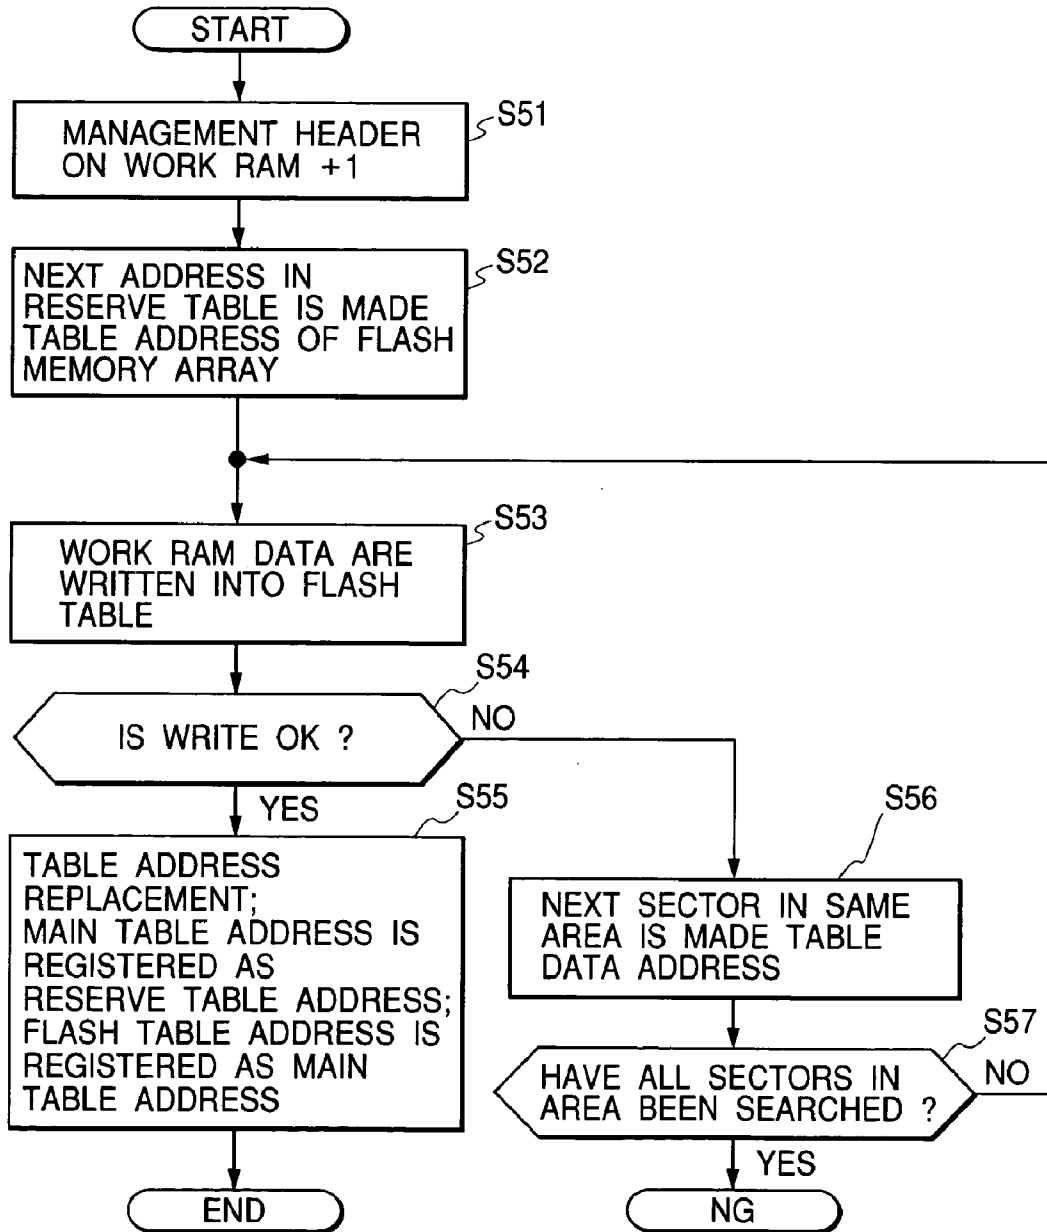 START
S51
MANAGEMENT HEADER
ON WORK RAM +1
S52
NEXT ADDRESS IN
RESERVE TABLE IS MADE
TABLE ADDRESS OF FLASH
MEMORY ARRAY
S53
WORK RAM DATA ARE
WRITTEN INTO FLASH
TABLE
S54
IS WRITE OK ?
NO
YES
S55
TABLE ADDRESS
REPLACEMENT;
MAIN TABLE ADDRESS IS
REGISTERED AS
RESERVE TABLE ADDRESS;
FLASH TABLE ADDRESS IS
REGISTERED AS MAIN
TABLE ADDRESS
END
S56
NEXT SECTOR IN SAME
AREA IS MADE TABLE
DATA ADDRESS
S57
HAVE ALL SECTORS IN
AREA BEEN SEARCHED ?
NO
YES
NG